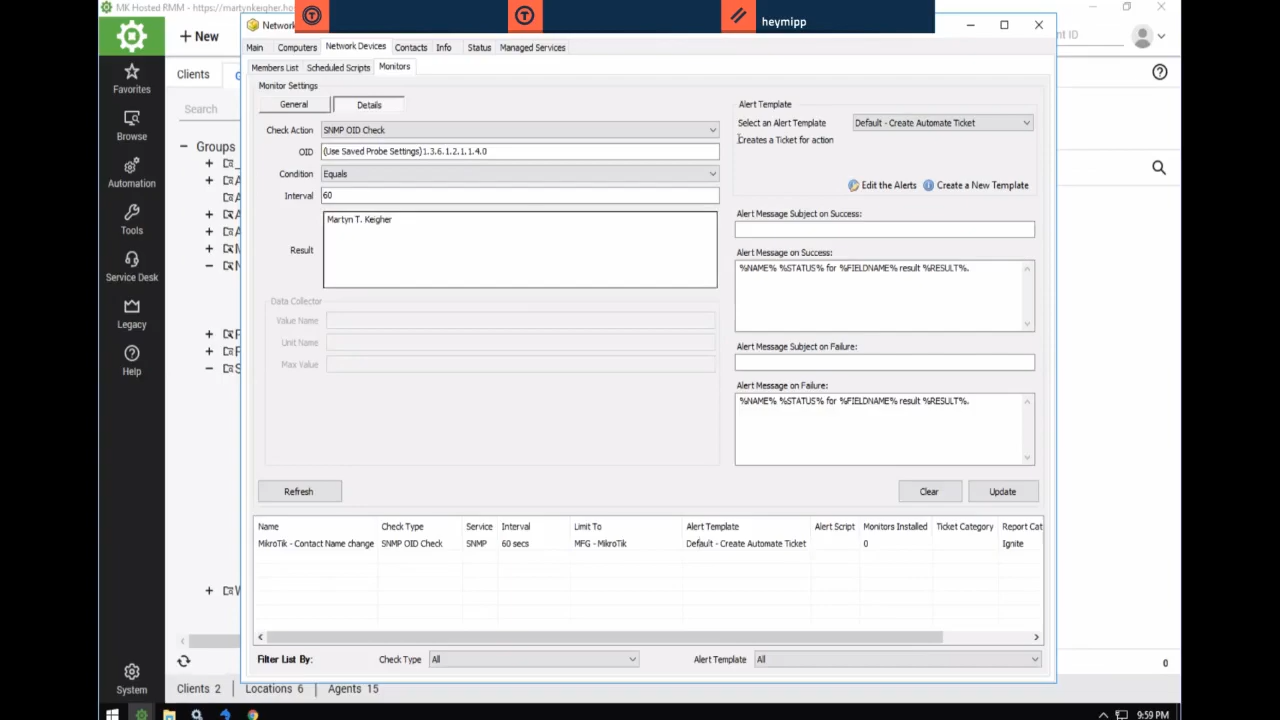 MK Hosted RMM - https://martynkeigher.ho
heymipp
Network
+ New
nt ID
Main Computers Network Devices Contacts Info Status Managed Services
Clients
Members List Scheduled Scripts Monitors
Favorites
Monitor Settings
General Details
Alert Template
Search
Select an Alert Template Default - Create Automate Ticket
Check Action SNMP OID Check
Browse
Creates a Ticket for action
OID (Use Saved Probe Settings)1.3.6.1.2.1.1.4.0
Groups
Condition Equals
Automation
Edit the Alerts Create a New Template
Interval 60
Alert Message Subject on Success:
Martyn T. Keigher
Tools
Result
Alert Message on Success:
%NAME% %STATUS% for %FIELDNAME% result %RESULT%.
Service Desk
Data Collector
Value Name
Legacy
Unit Name
Alert Message Subject on Failure:
Max Value
Help
Alert Message on Failure:
%NAME% %STATUS% for %FIELDNAME% result %RESULT%.
Refresh Clear Update
Name Check Type Service Interval Limit To Alert Template Alert Script Monitors Installed Ticket Category Report Cat
MikroTik - Contact Name change SNMP OID Check SNMP 60 secs MFG - MikroTik Default - Create Automate Ticket 0 Ignite
Filter List By: Check Type All Alert Template All
0
System
Clients 2 | Locations 6 | Agents 15
9:59 PM